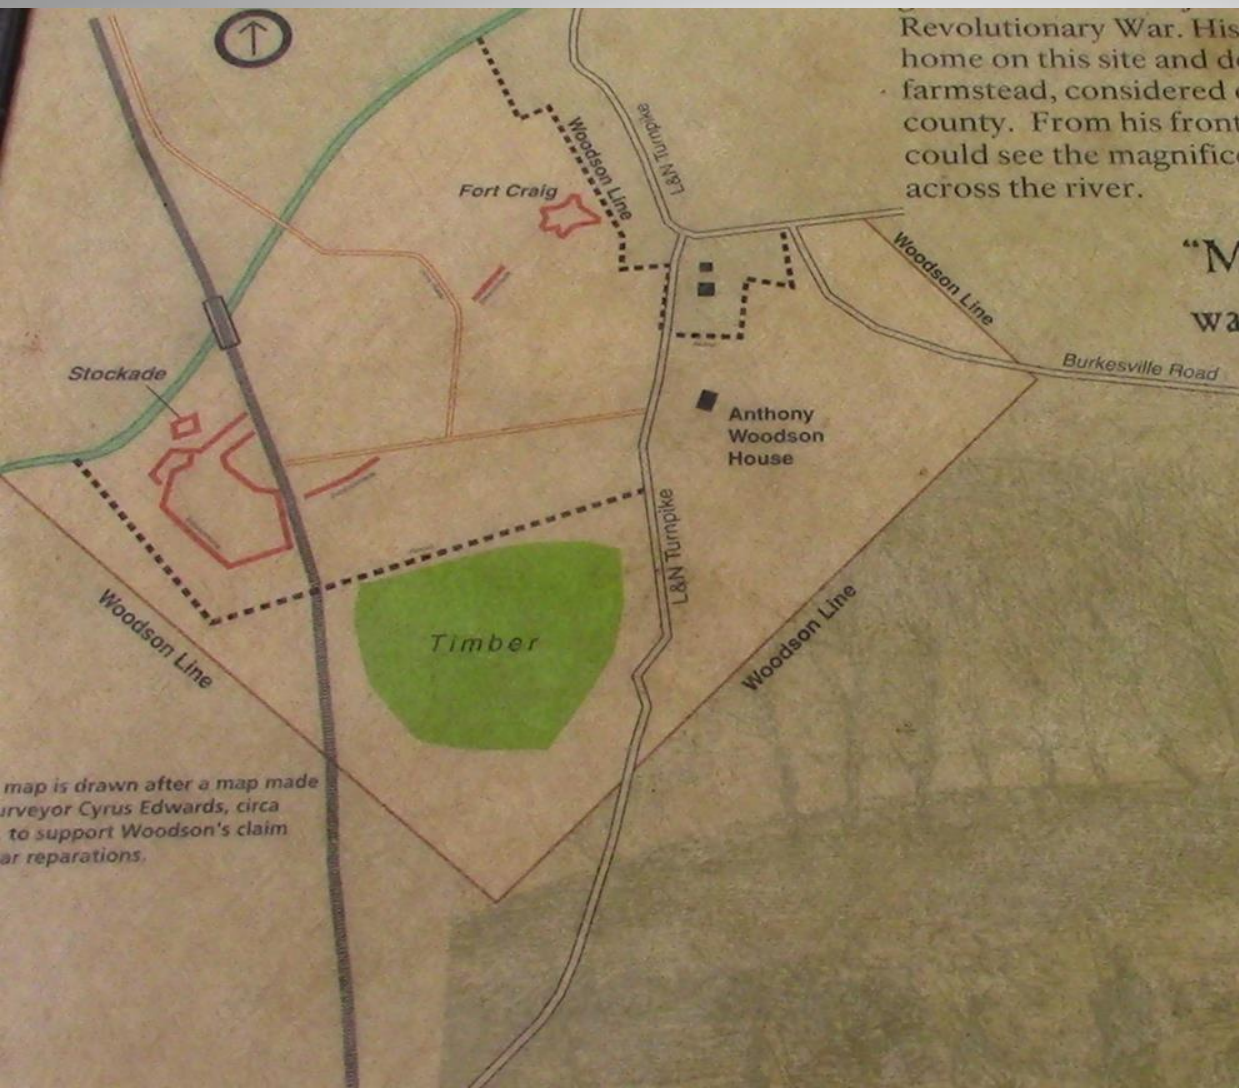 Revolutionary War. His
home on this site and de
farmstead, considered
county. From his front
could see the magnific
across the river.
"M
wa
Woodson Line
L&N Turnpike
Fort Craig
Woodson Line
Burkesville Road
Stockade
Anthony
Woodson
House
L&N Turnpike
Woodson Line
Woodson Line
Timber
map is drawn after a map made
urveyor Cyrus Edwards, circa
to support Woodson's claim
ar reparations.